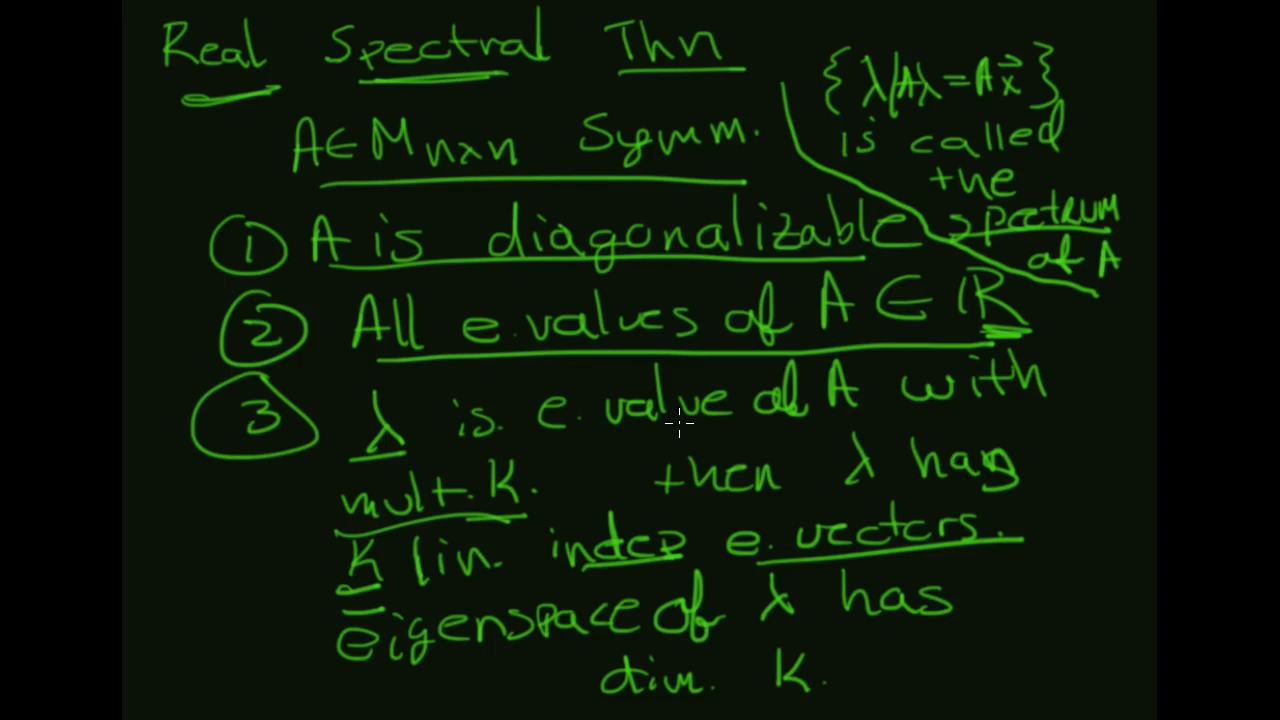 Real Spectral Thm
A∈Mnxn Symm.
{λ|Aλ=Ax⃗}
is called
the
spectrum
of A
① A is diagonalizable
② All e.values of A ∈ ℝ
③ λ is e.value of A with
mult. K. then λ has
K lin. indep e.vectors.
eigenspace of λ has
dim. K.